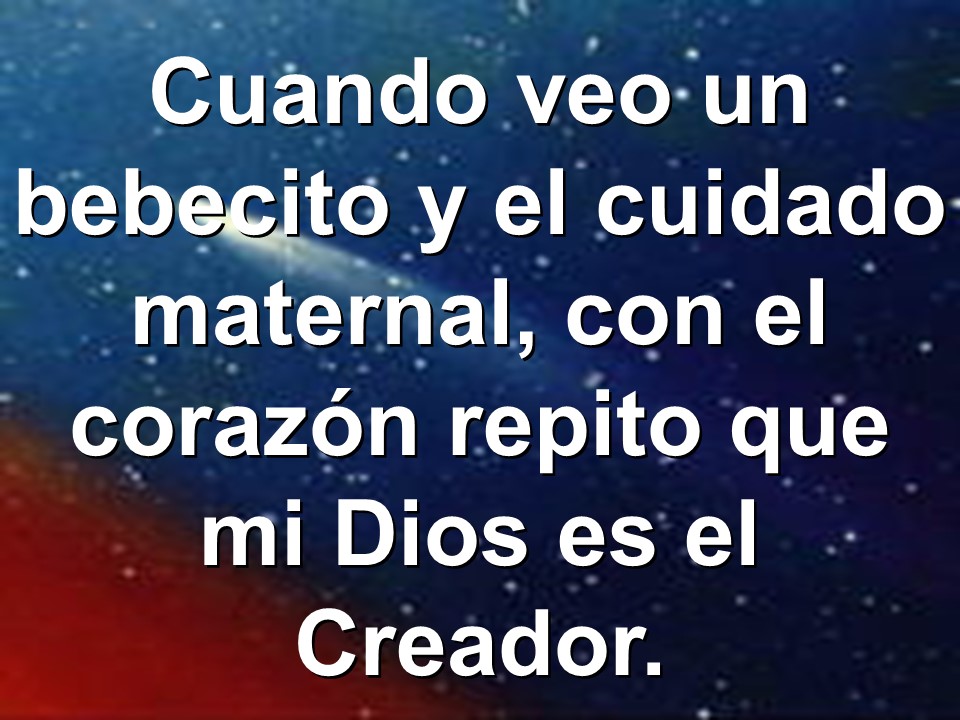 Cuando veo un
bebecito y el cuidado
maternal, con el
corazón repito que
mi Dios es el
Creador.